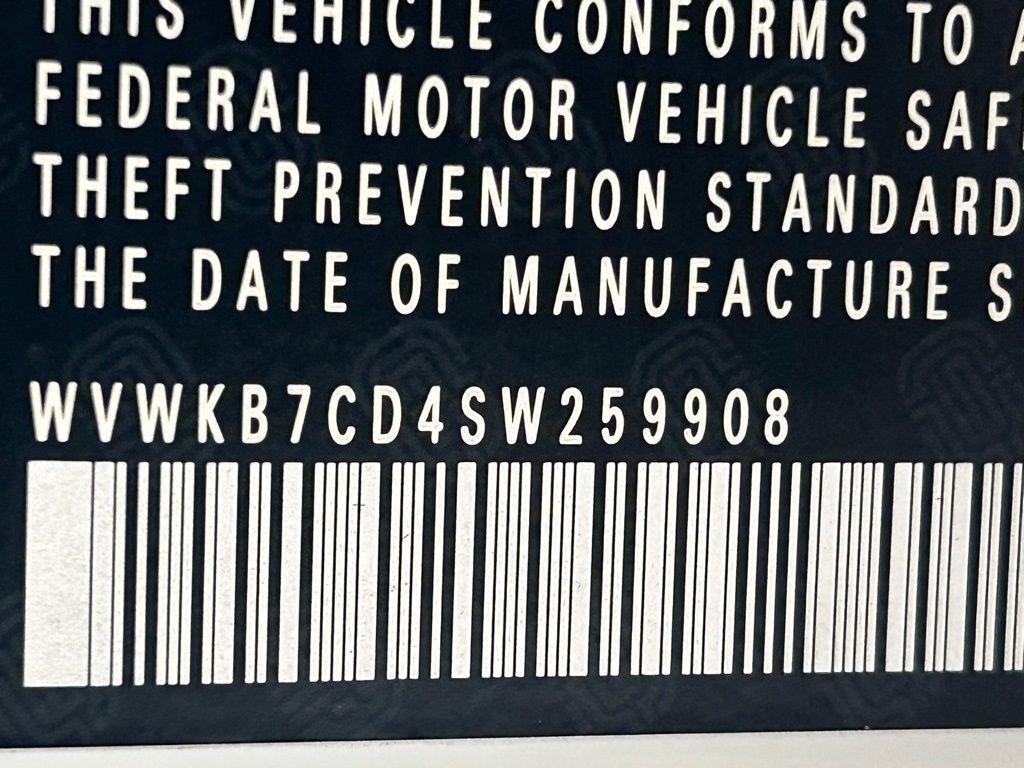 THIS VEHICLE CONFORMS TO
FEDERAL MOTOR VEHICLE
THEFT PREVENTION STANDARD
THE DATE OF MANUFACTURE
WVWKB7CD4SW259908